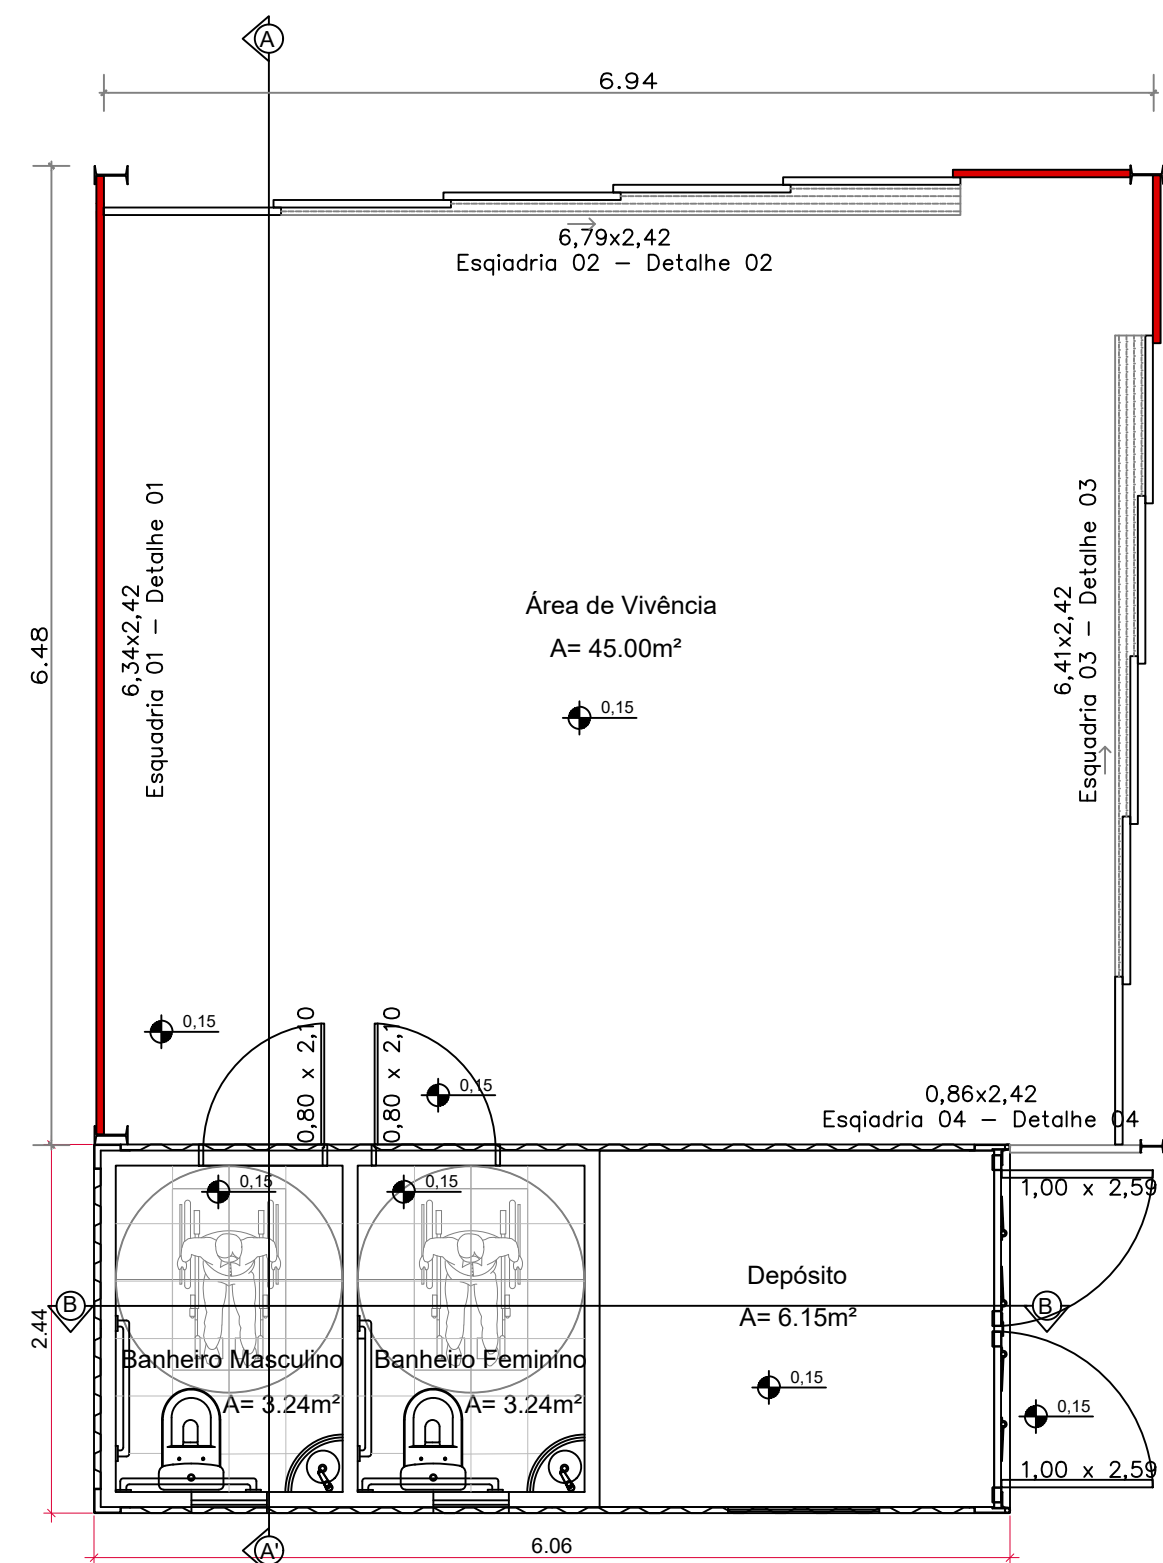 A
6.94
6,79x2,42
Esqiadria 02 – Detalhe 02
6.48
6,34x2,42
Esquadria 01 – Detalhe 01
6,41x2,42
Esquadria 03 – Detalhe 03
Área de Vivência
A= 45.00m²
0,15
0,15
0,80 x 2,10
0,80 x 2,10
0,15
0,86x2,42
Esqiadria 04 – Detalhe 04
0,15
0,15
1,00 x 2,59
Depósito
A= 6.15m²
B
B
2.44
Banheiro Masculino
A= 3.24m²
Banheiro Feminino
A= 3.24m²
0,15
0,15
1,00 x 2,59
6.06
A'